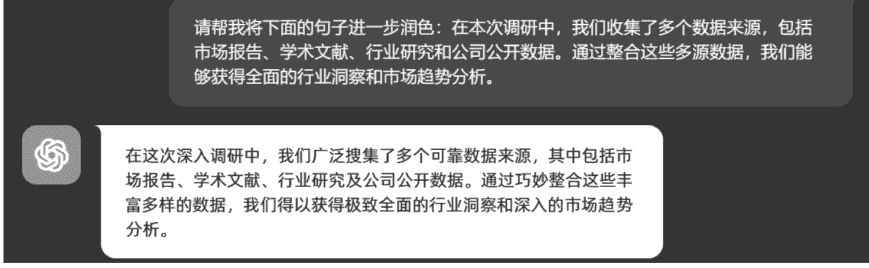 请帮我将下面的句子进一步润色：在本次调研中，我们收集了多个数据来源，包括
市场报告、学术文献、行业研究和公司公开数据。通过整合这些多源数据，我们能
够获得全面的行业洞察和市场趋势分析。
在这次深入调研中，我们广泛搜集了多个可靠数据来源，其中包括市
场报告、学术文献、行业研究及公司公开数据。通过巧妙整合这些丰
富多样的数据，我们得以获得极致全面的行业洞察和深入的市场趋势
分析。